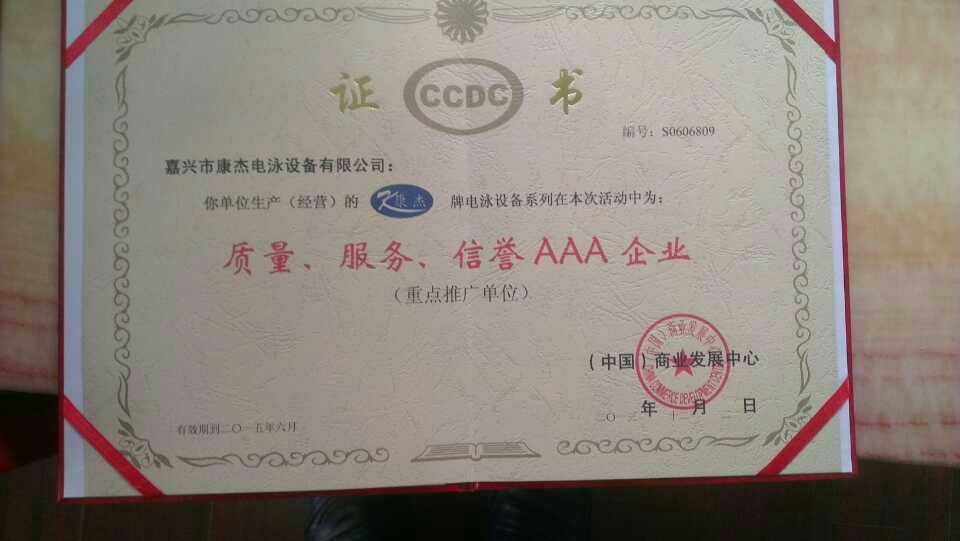 证 CCDC 书
编号：S0606809
嘉兴市康杰电泳设备有限公司：
你单位生产（经营）的 康杰 牌电泳设备系列在本次活动中为：
质量、服务、信誉 AAA 企业
（重点推广单位）
（中国）商业发展中心
年 月 日
有效期到二〇一五年六月